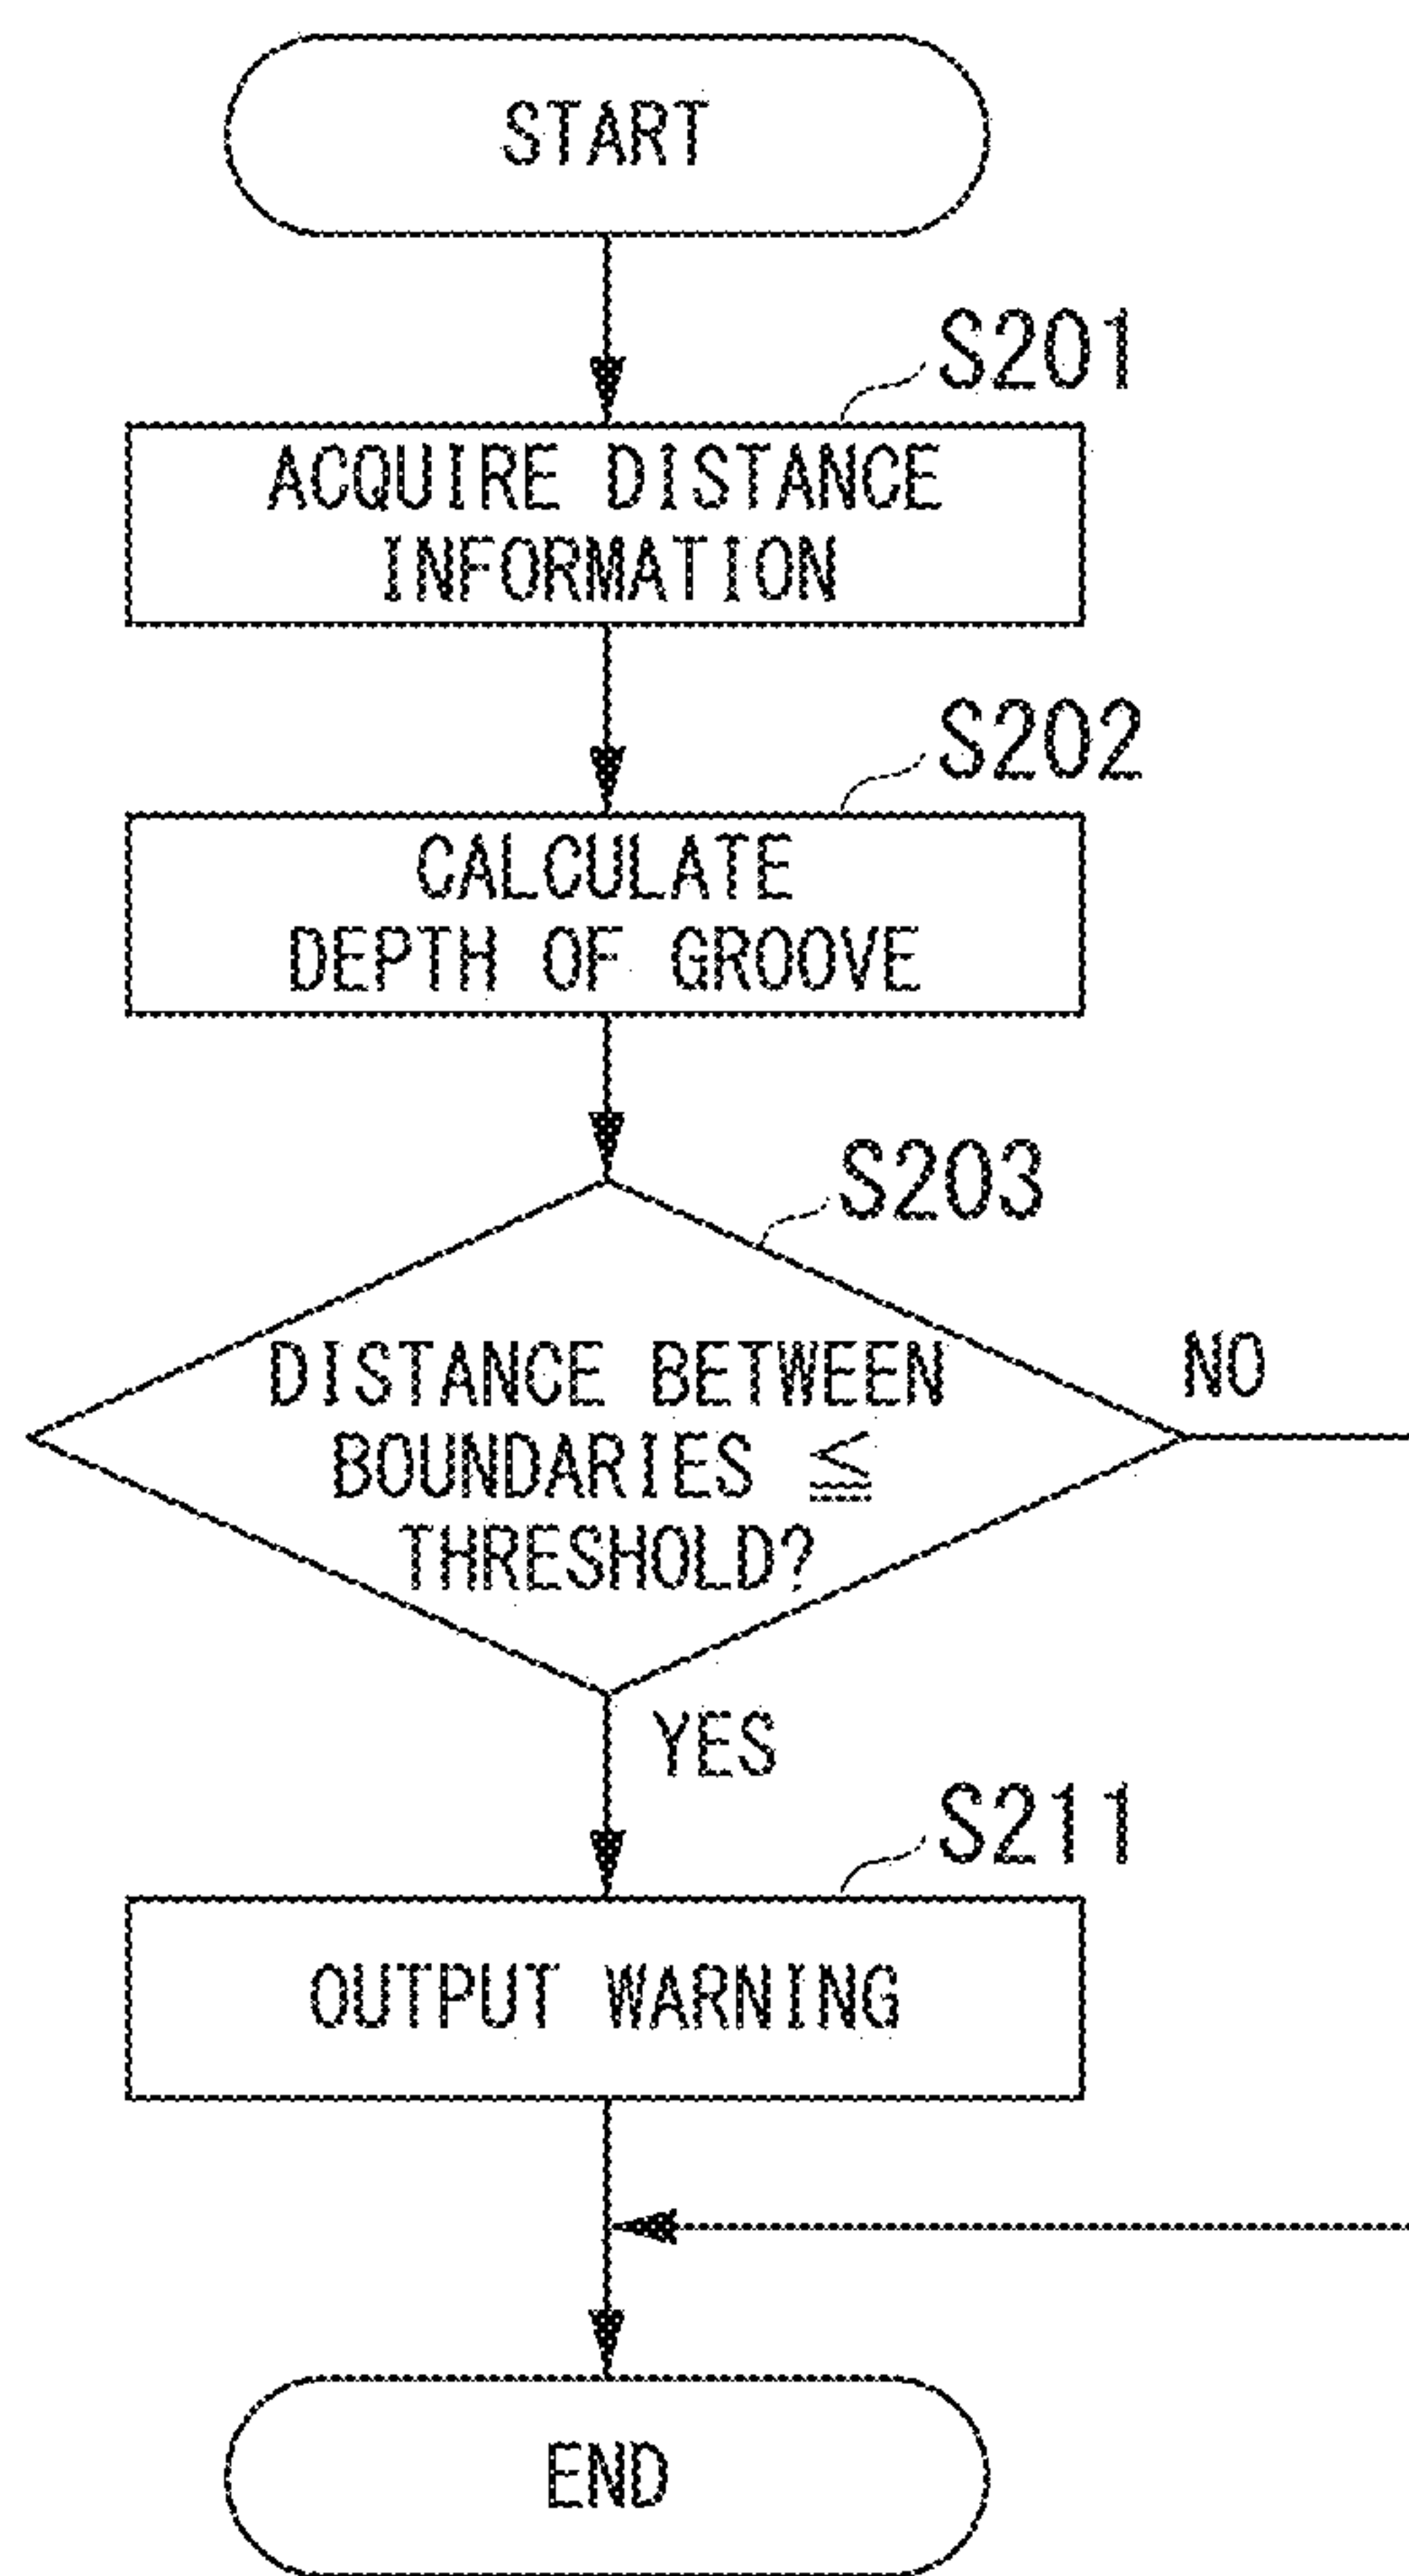 START
S201
ACQUIRE DISTANCE
INFORMATION
S202
CALCULATE
DEPTH OF GROOVE
S203
DISTANCE BETWEEN
BOUNDARIES ≦
THRESHOLD?
NO
YES
S211
OUTPUT WARNING
END